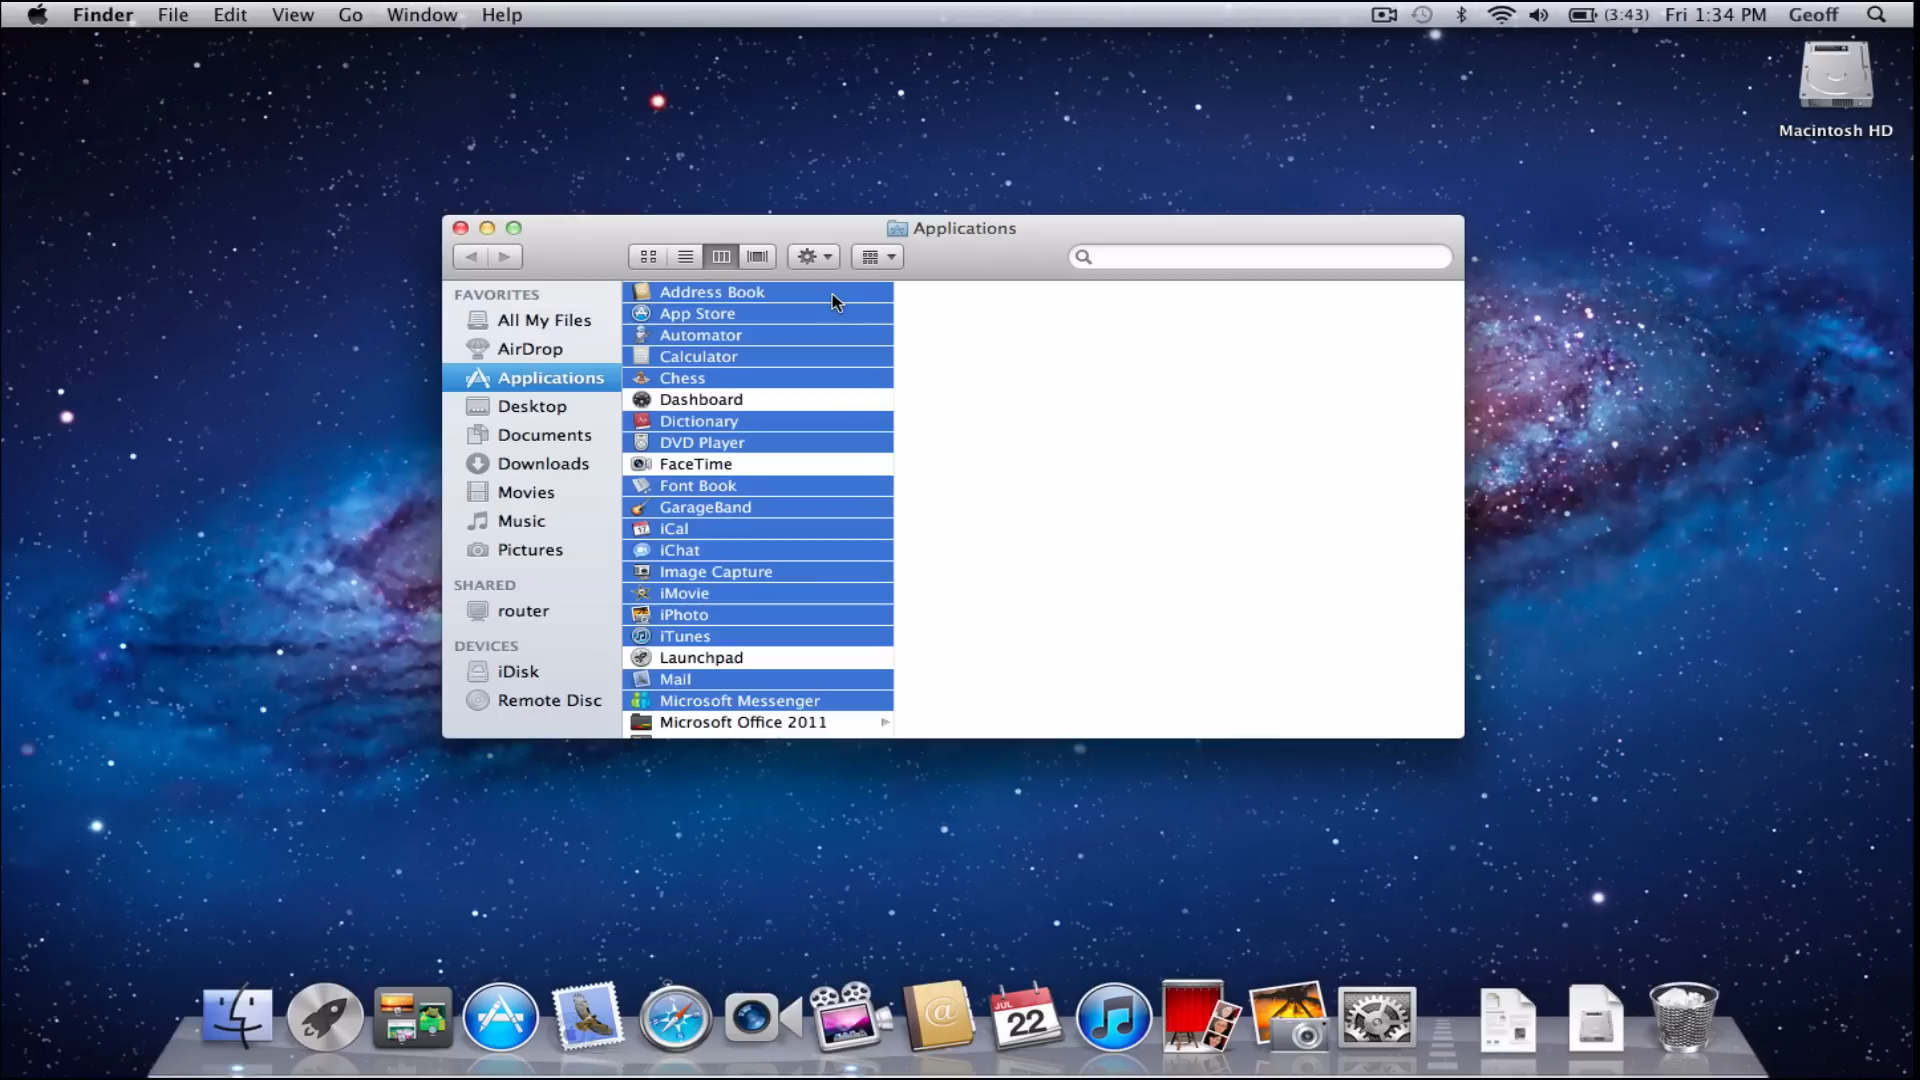 Finder File Edit View Go Window Help (3:43) Fri 1:34 PM Geoff
Macintosh HD
Applications
FAVORITES
All My Files
AirDrop
Applications
Desktop
Documents
Downloads
Movies
Music
Pictures
SHARED
router
DEVICES
iDisk
Remote Disc
Address Book
App Store
Automator
Calculator
Chess
Dashboard
Dictionary
DVD Player
FaceTime
Font Book
GarageBand
iCal
iChat
Image Capture
iMovie
iPhoto
iTunes
Launchpad
Mail
Microsoft Messenger
Microsoft Office 2011
@
JUL
22